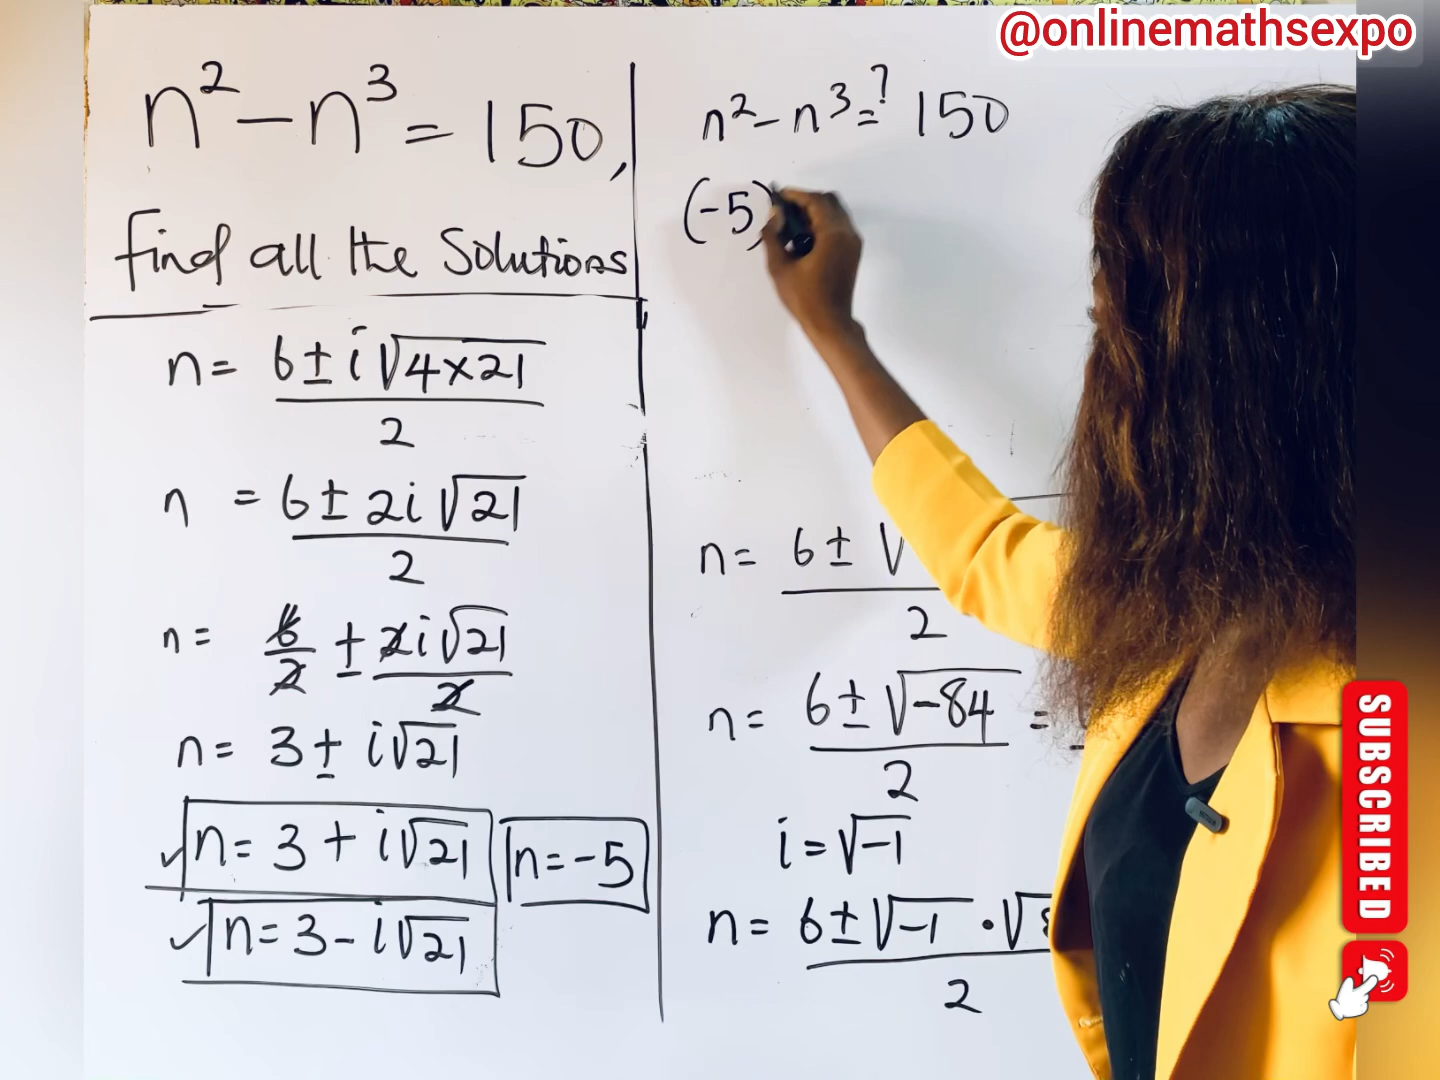 @onlinemathsexpo
n² - n³ = 150,
find all the solutions
n = 6 ± i√4×21
2
n = 6 ± 2i√21
2
n = 6/2 ± 2i√21
2
n = 3 ± i√21
n = 3 + i√21
n = -5
n = 3 - i√21
n² - n³ =? 150
(-5)
n = 6 ± √
2
n = 6 ± √-84 =
2
i = √-1
n = 6 ± √-1 · √8
2
SUBSCRIBED